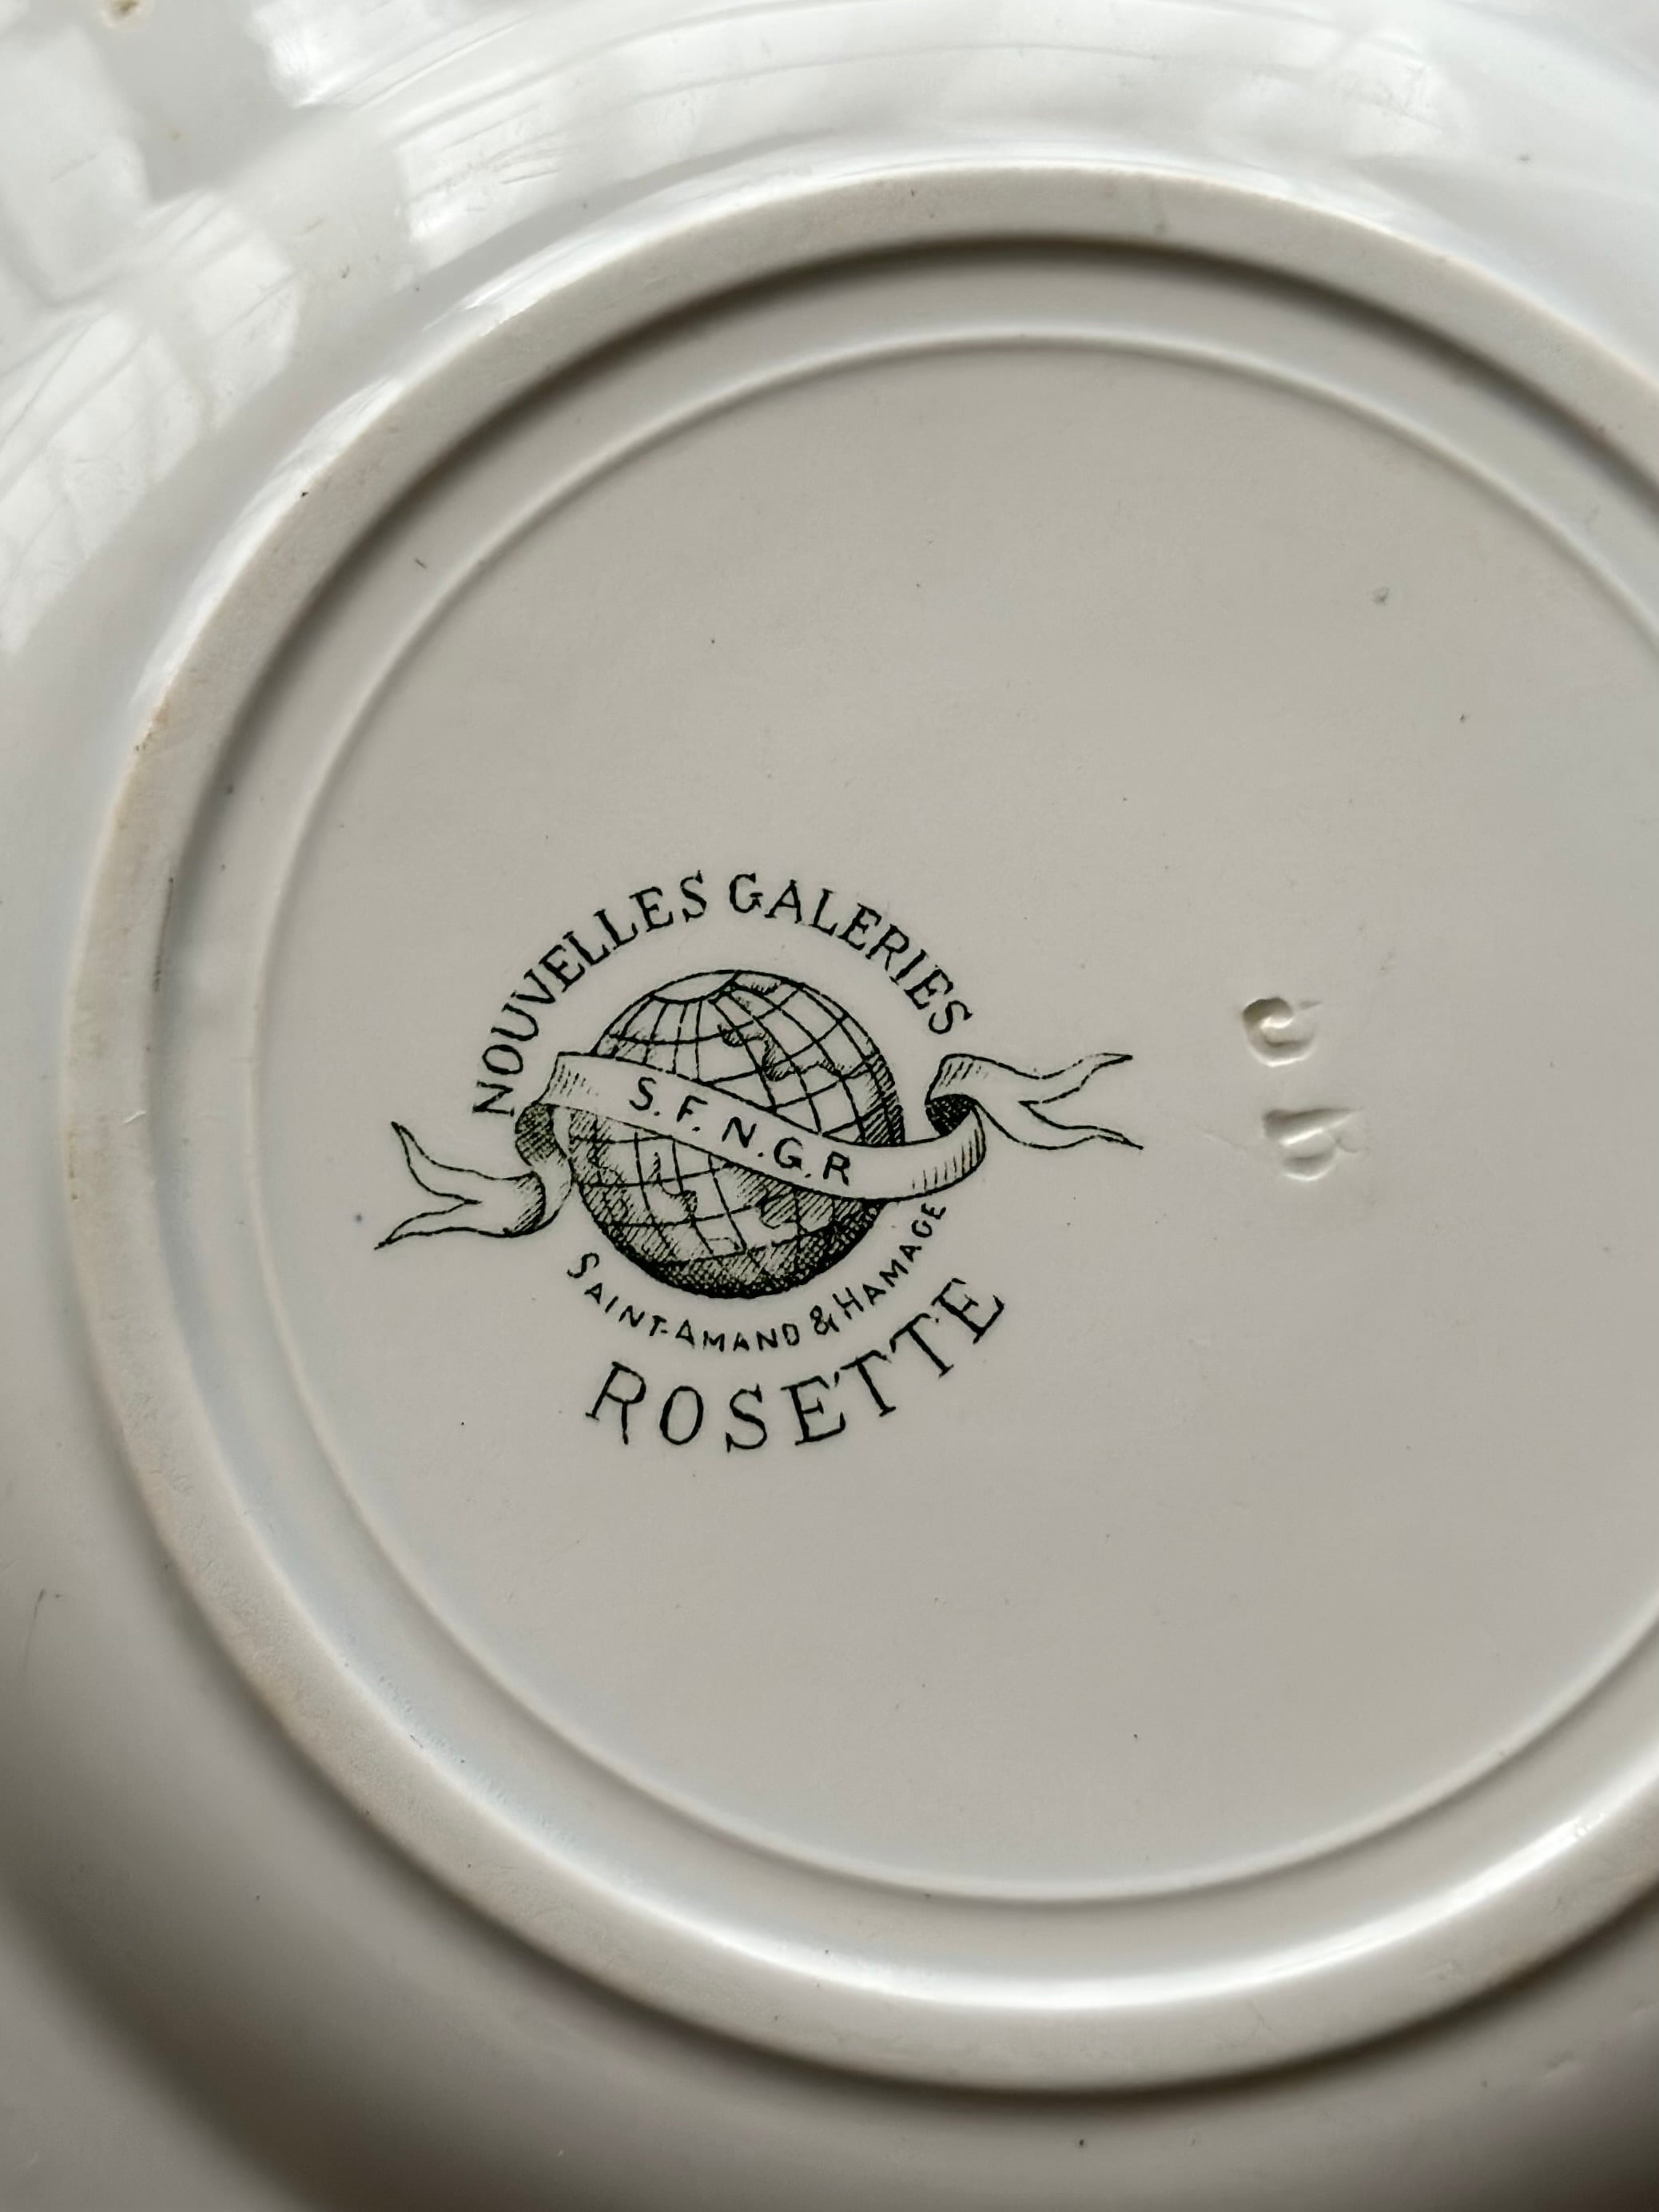 NOUVELLES GALERIES
S.F.N.G.R
SAINT-AMAND & HAMAGE
ROSETTE